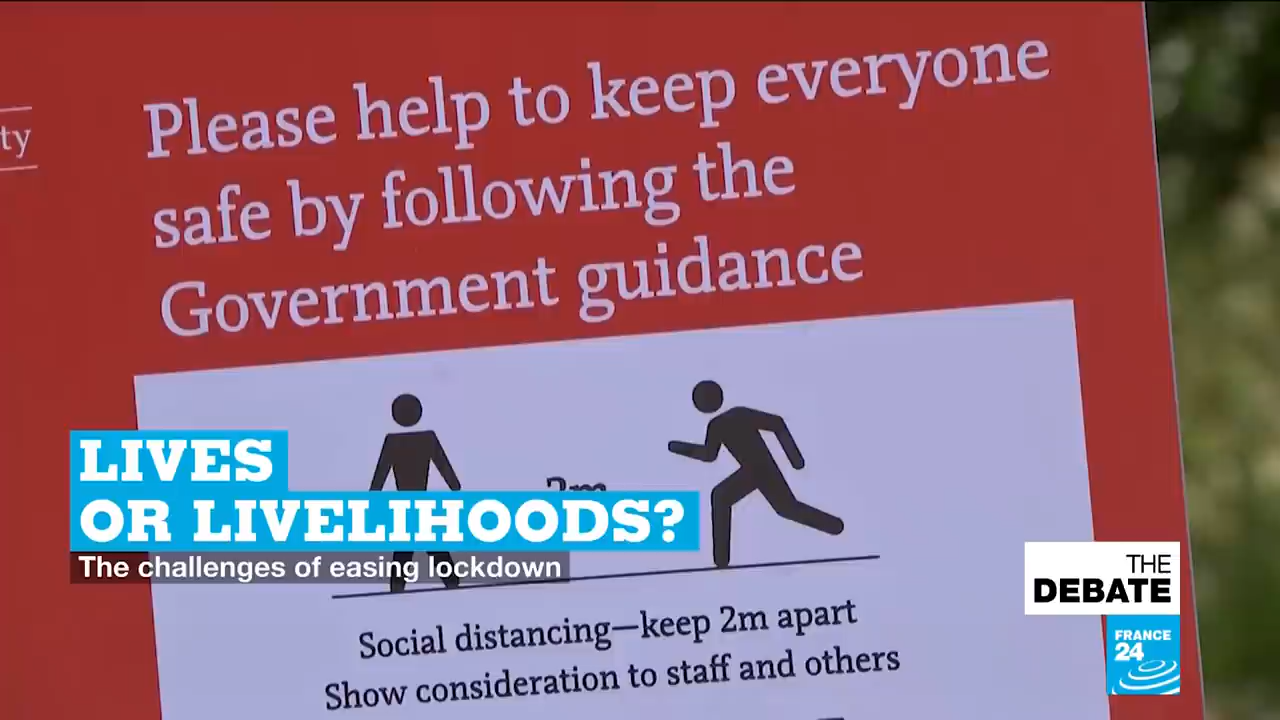 ty
Please help to keep everyone
safe by following the
Government guidance
LIVES
OR LIVELIHOODS?
The challenges of easing lockdown
Social distancing—keep 2m apart
Show consideration to staff and others
THE
DEBATE
FRANCE
24